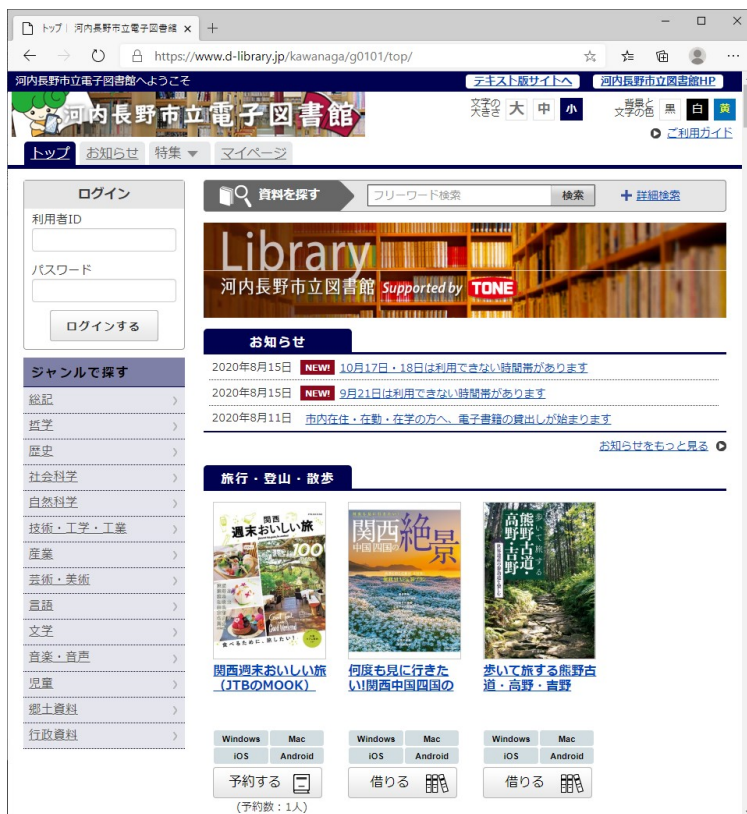 トップ | 河内長野市立電子図書館
https://www.d-library.jp/kawanaga/g0101/top/
河内長野市立電子図書館へようこそ
テキスト版サイトへ
河内長野市立図書館HP
河内長野市立電子図書館
文字の大きさ 大 中 小
背景と文字の色 黒 白 黄
ご利用ガイド
トップ お知らせ 特集 ▼ マイページ
ログイン
利用者ID
パスワード
ログインする
ジャンルで探す
総記
哲学
歴史
社会科学
自然科学
技術・工学・工業
産業
芸術・美術
言語
文学
音楽・音声
児童
郷土資料
行政資料
資料を探す
フリーワード検索
検索
詳細検索
Library
河内長野市立図書館 Supported by TONE
お知らせ
2020年8月15日 NEW! 10月17日・18日は利用できない時間帯があります
2020年8月15日 NEW! 9月21日は利用できない時間帯があります
2020年8月11日 市内在住・在勤・在学の方へ、電子書籍の貸出しが始まります
お知らせをもっと見る
旅行・登山・散歩
関西
週末おいしい旅
100
食べるために、旅したい!
関西週末おいしい旅
(JTBのMOOK)
Windows Mac
iOS Android
予約する
(予約数:1人)
関西
中国四国の
絶景
何度も見に行きた
い!関西中国四国の
Windows Mac
iOS Android
借りる
歩いて旅する
熊野古道・
高野・吉野
歩いて旅する熊野古
道・高野・吉野
Windows Mac
iOS Android
借りる